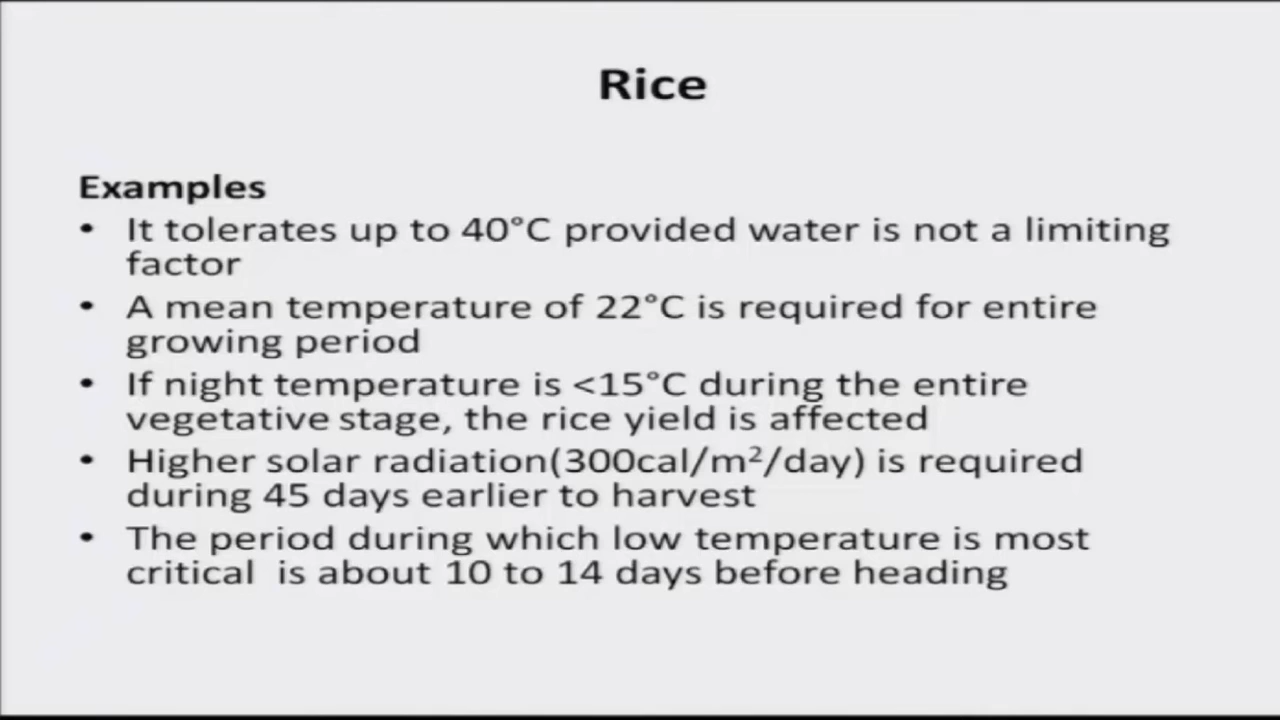 Rice
Examples
• It tolerates up to 40°C provided water is not a limiting
factor
• A mean temperature of 22°C is required for entire
growing period
• If night temperature is <15°C during the entire
vegetative stage, the rice yield is affected
• Higher solar radiation(300cal/m²/day) is required
during 45 days earlier to harvest
• The period during which low temperature is most
critical  is about 10 to 14 days before heading